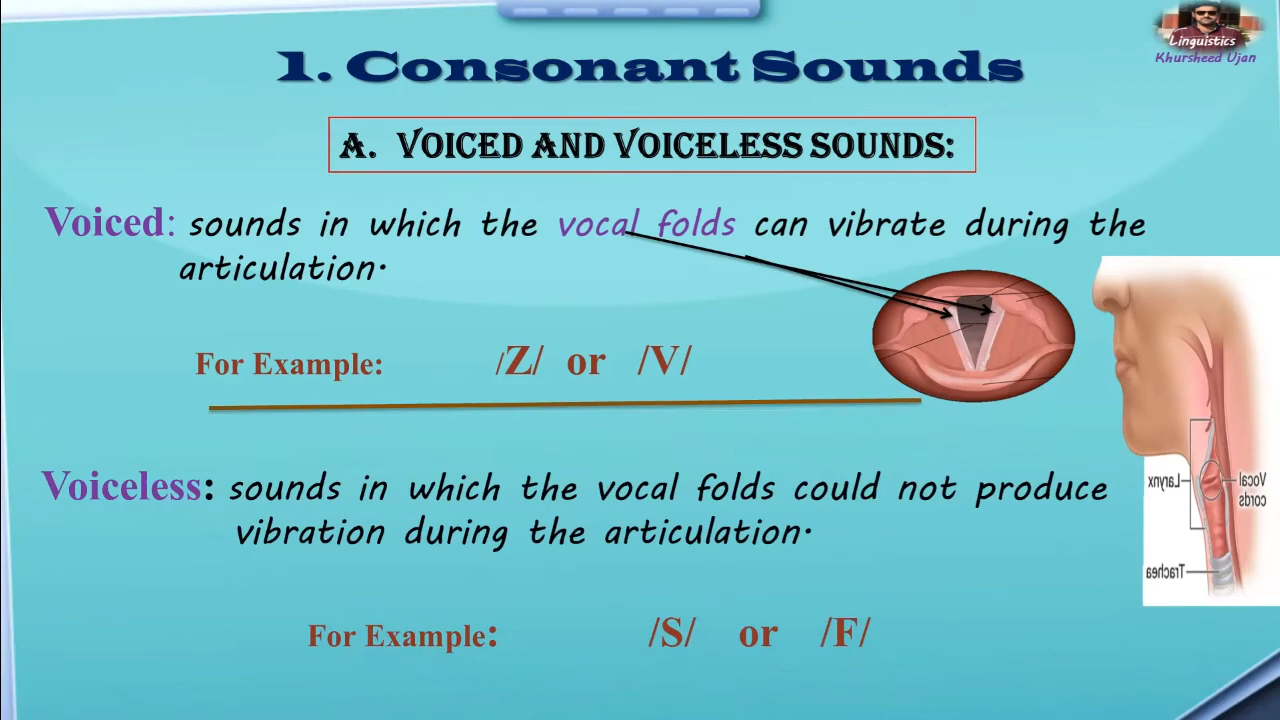 Linguistics
Khursheed Ujan
1. Consonant Sounds
A. VOICED AND VOICELESS SOUNDS:
Voiced: sounds in which the vocal folds can vibrate during the
articulation.
For Example: /Z/ or /V/
Voiceless: sounds in which the vocal folds could not produce
vibration during the articulation.
For Example: /S/ or /F/
Larynx
Vocal
cords
Trachea